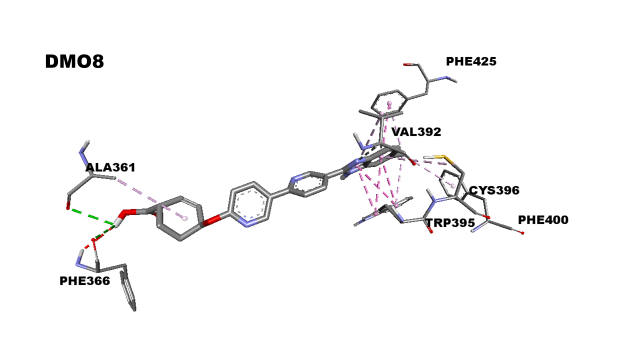 DMO8
PHE425
VAL392
ALA361
CYS396
PHE400
TRP395
PHE366